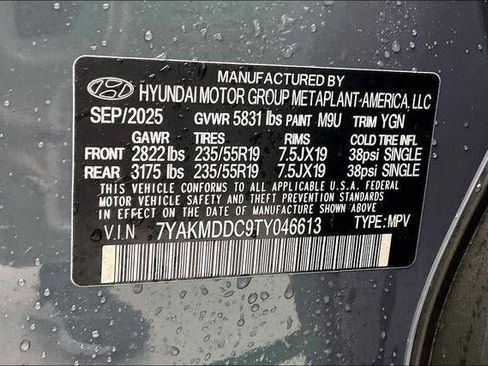 MANUFACTURED BY
HYUNDAI MOTOR GROUP METAPLANT-AMERICA, LLC
SEP/2025 GVWR 5831 lbs PAINT M9U TRIM YGN
GAWR TIRES RIMS COLD TIRE INFL
FRONT 2822 lbs 235/55R19 7.5JX19 38psi SINGLE
REAR 3175 lbs 235/55R19 7.5JX19 38psi SINGLE
THIS VEHICLE CONFORMS TO ALL APPLICABLE U.S.A. FEDERAL
MOTOR VEHICLE SAFETY AND THEFT PREVENTION STANDARDS
IN EFFECT ON THE DATE OF MANUFACTURE SHOWN ABOVE.
V.I.N 7YAKMDDC9TY046613 TYPE: MPV